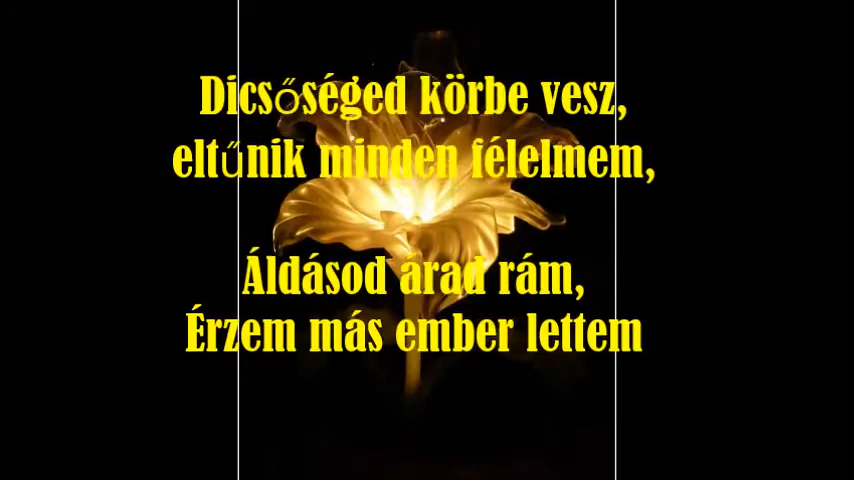 Dicsőséged körbe vesz,
eltűnik minden félelmem,
Áldásod árad rám,
Érzem más ember lettem